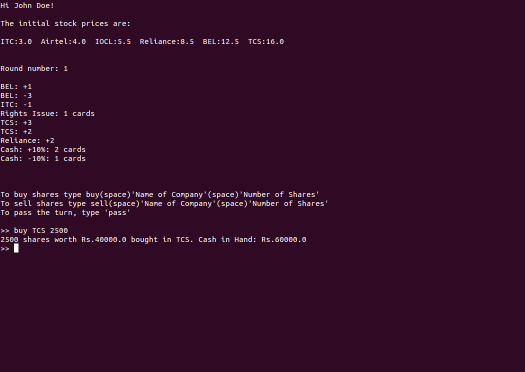 Hi John Doe!
The initial stock prices are:
ITC:3.0  Airtel:4.0  IOCL:5.5  Reliance:8.5  BEL:12.5  TCS:16.0
Round number: 1
BEL: +1
BEL: -3
ITC: -1
Rights Issue: 1 cards
TCS: +3
TCS: +2
Reliance: +2
Cash: +10%: 2 cards
Cash: -10%: 1 cards
To buy shares type buy(space)'Name of Company'(space)'Number of Shares'
To sell shares type sell(space)'Name of Company'(space)'Number of Shares'
To pass the turn, type 'pass'
>> buy TCS 2500
2500 shares worth Rs.40000.0 bought in TCS. Cash in Hand: Rs.60000.0
>>